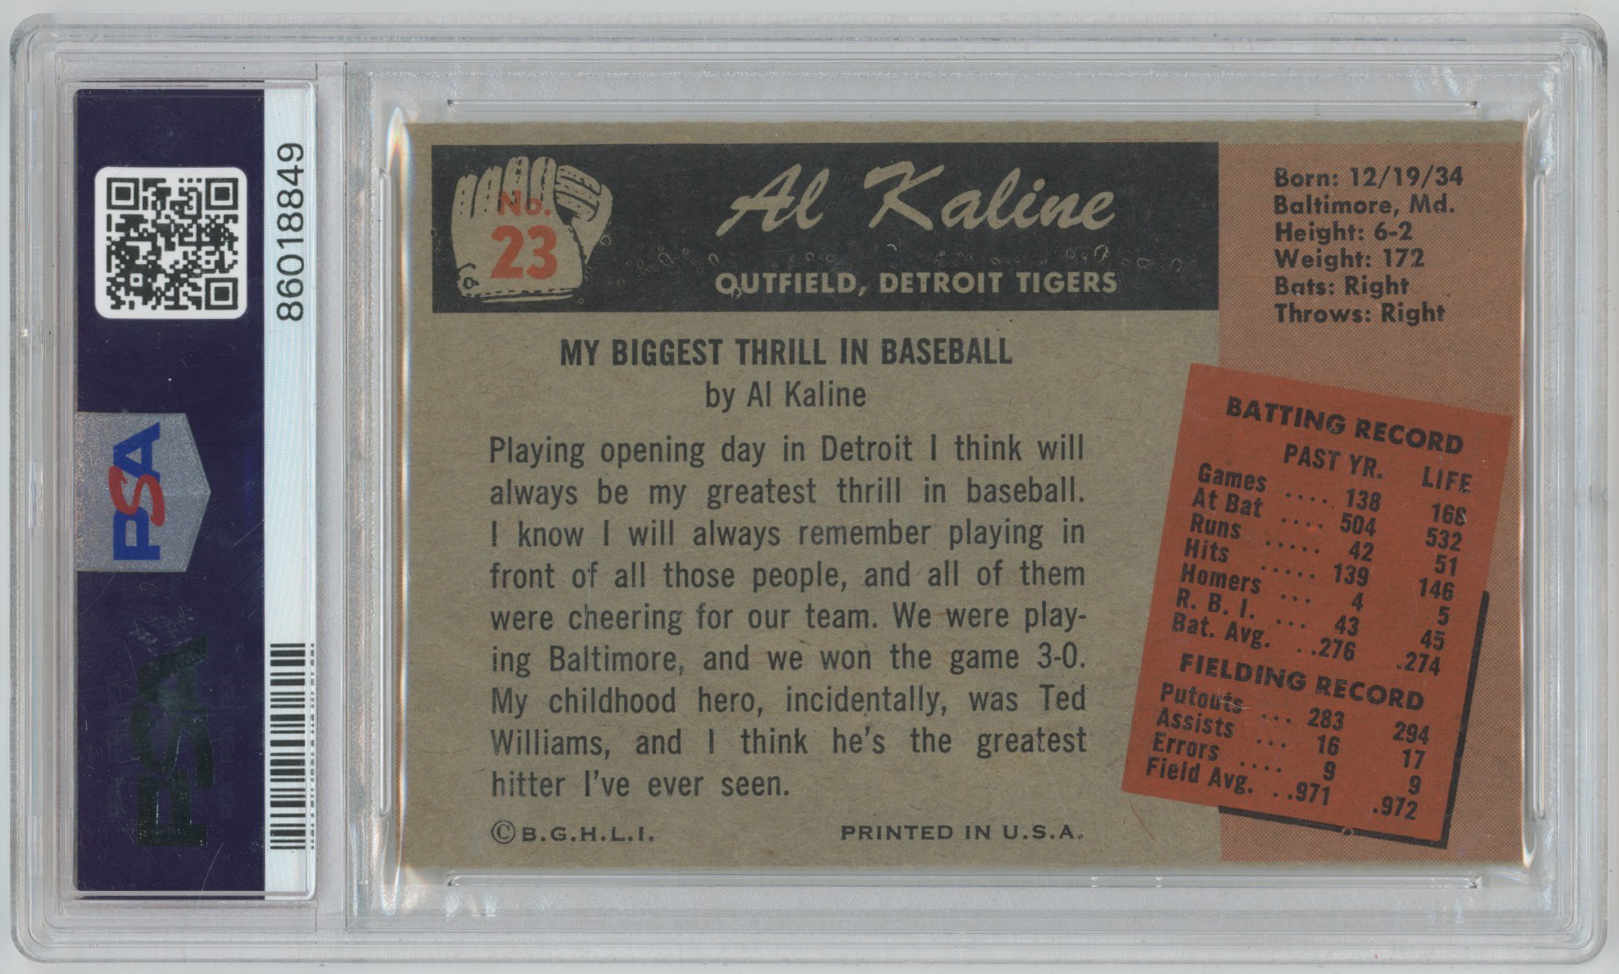 PSA
86018849
PSA
No.
23
Al Kaline
OUTFIELD, DETROIT TIGERS
MY BIGGEST THRILL IN BASEBALL
by Al Kaline
Playing opening day in Detroit I think will
always be my greatest thrill in baseball.
I know I will always remember playing in
front of all those people, and all of them
were cheering for our team. We were play-
ing Baltimore, and we won the game 3-0.
My childhood hero, incidentally, was Ted
Williams, and I think he's the greatest
hitter I've ever seen.
© B.G.H.L.I.
PRINTED IN U.S.A.
Born: 12/19/34
Baltimore, Md.
Height: 6-2
Weight: 172
Bats: Right
Throws: Right
BATTING RECORD
PAST YR. LIFE
Games .... 138 168
At Bat .... 504 532
Runs ..... 42 51
Hits ..... 139 146
Homers ... 4 5
R. B. I. ... 43 45
Bat. Avg. ..276 .274
FIELDING RECORD
Putouts ... 283 294
Assists ... 16 17
Errors .... 9 9
Field Avg. ..971 .972